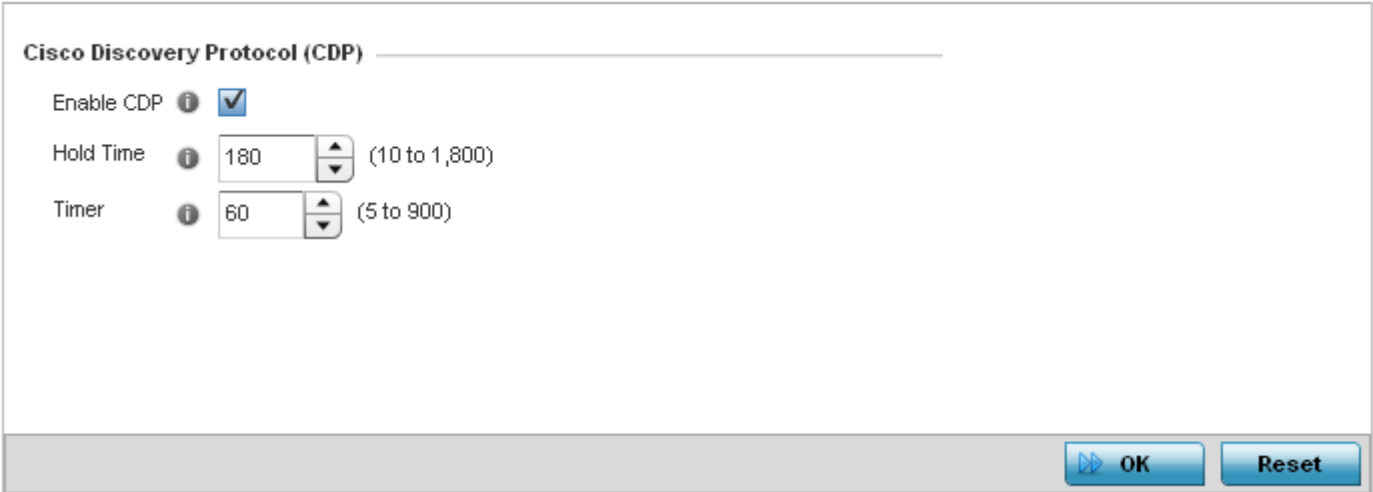 Cisco Discovery Protocol (CDP)
Enable CDP
Hold Time 180 (10 to 1,800)
Timer 60 (5 to 900)
OK Reset